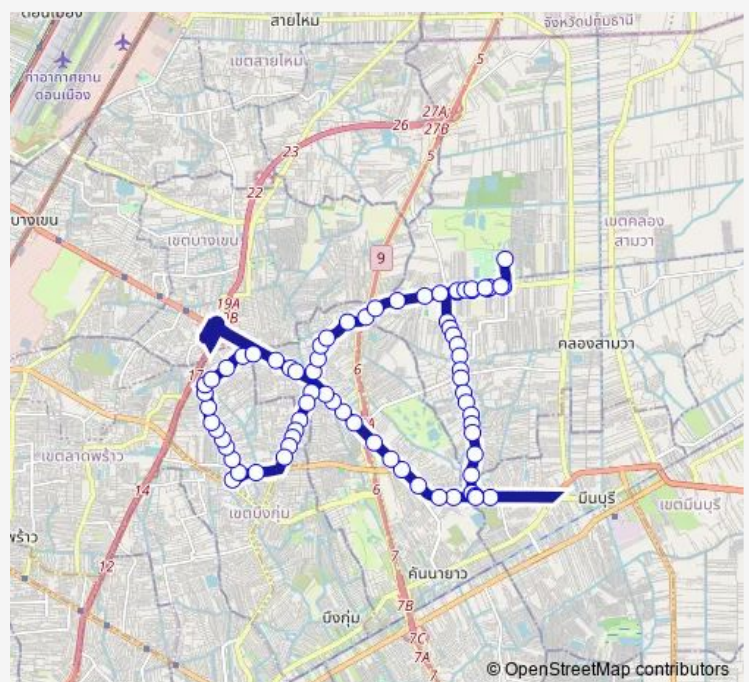 ดอนเมือง
สายไหม
จังหวัดปทุมธานี
เขตสายไหม
ท่าอากาศยาน
ดอนเมือง
5
27A;
27B
26
5
23
22
บางเขน
เขตคลอง
สามวา
เขตบางเขน
9
19A
17
คลองสามวา
6
เขตลาดพร้าว
14
6
มีนบุรี
เขตมีนบุรี
เขตบึงกุ่ม
พร้าว
7
12
คันนายาว
7B
บึงกุ่ม
7C
7A
© OpenStreetMap contributors